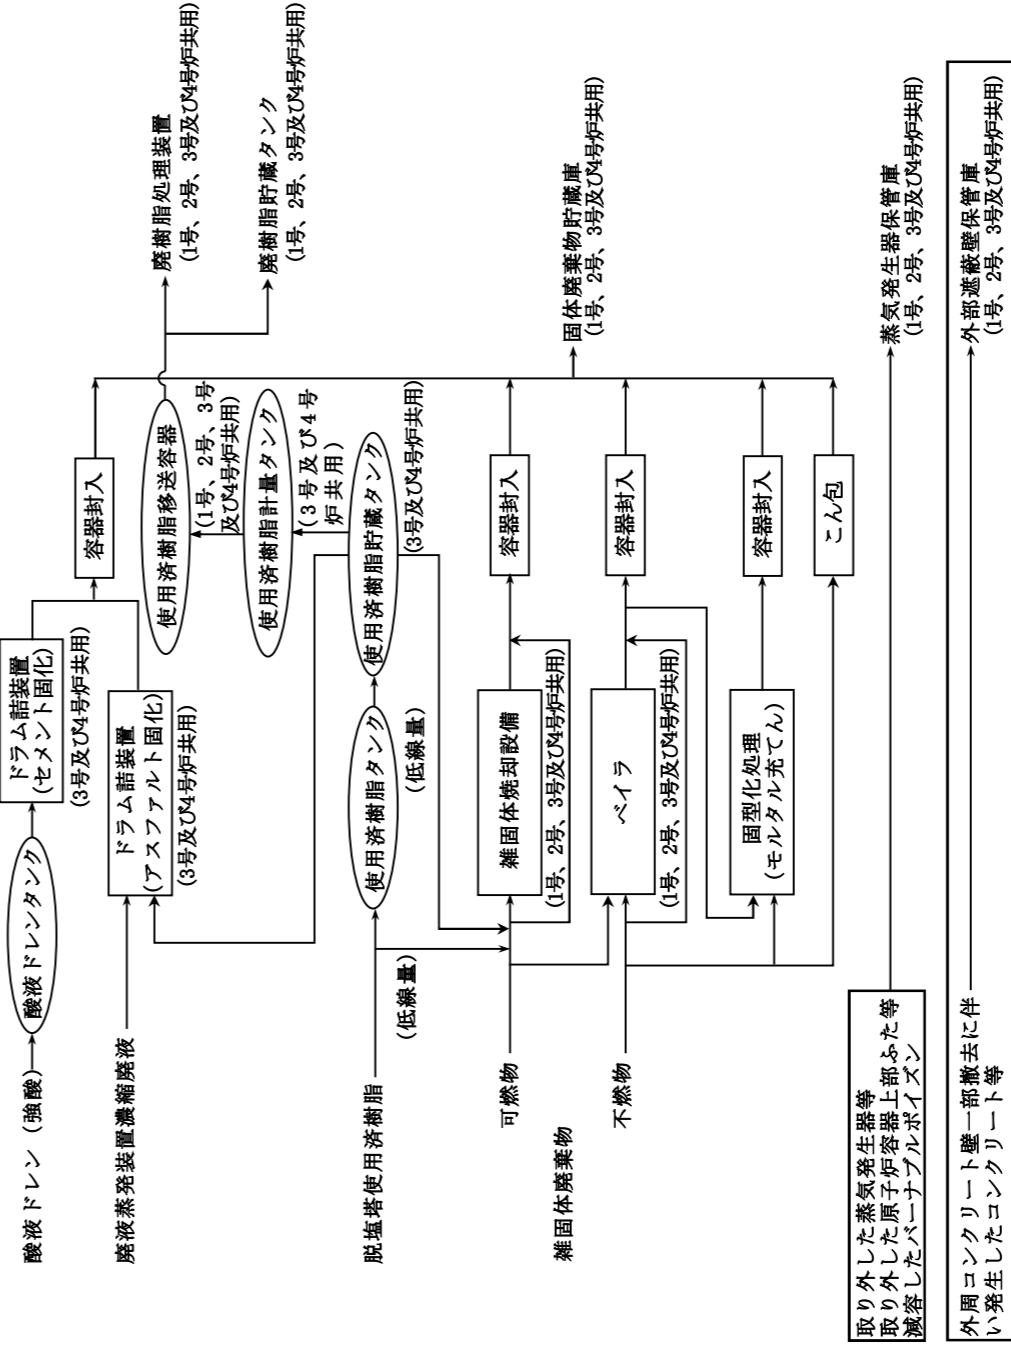 酸液ドレン（強酸）
酸液ドレンタンク
ドラム詰装置
(セメント固化)
(3号及び4号炉共用)
容器封入
廃液蒸発装置濃縮廃液
ドラム詰装置
(アスファルト固化)
(3号及び4号炉共用)
使用済樹脂移送容器
(1号、2号、3号
及び4号炉共用)
廃樹脂処理装置
(1号、2号、3号及び4号炉共用)
使用済樹脂計量タンク
(3号及び4号
炉共用)
廃樹脂貯蔵タンク
(1号、2号、3号及び4号炉共用)
脱塩塔使用済樹脂
使用済樹脂タンク
使用済樹脂貯蔵タンク
(3号及び4号炉共用)
(低線量)
(低線量)
雑固体廃棄物
可燃物
雑固体焼却設備
(1号、2号、3号及び4号炉共用)
容器封入
不燃物
ベイラ
(1号、2号、3号及び4号炉共用)
容器封入
固型化処理
(モルタル充てん)
容器封入
こん包
固体廃棄物貯蔵庫
(1号、2号、3号及び4号炉共用)
取り外した蒸気発生器等
取り外した原子炉容器上部ふた等
減容したバーナブルポイズン
蒸気発生器保管庫
(1号、2号、3号及び4号炉共用)
外周コンクリート壁一部撤去に伴
い発生したコンクリート等
外部遮蔽壁保管庫
(1号、2号、3号及び4号炉共用)